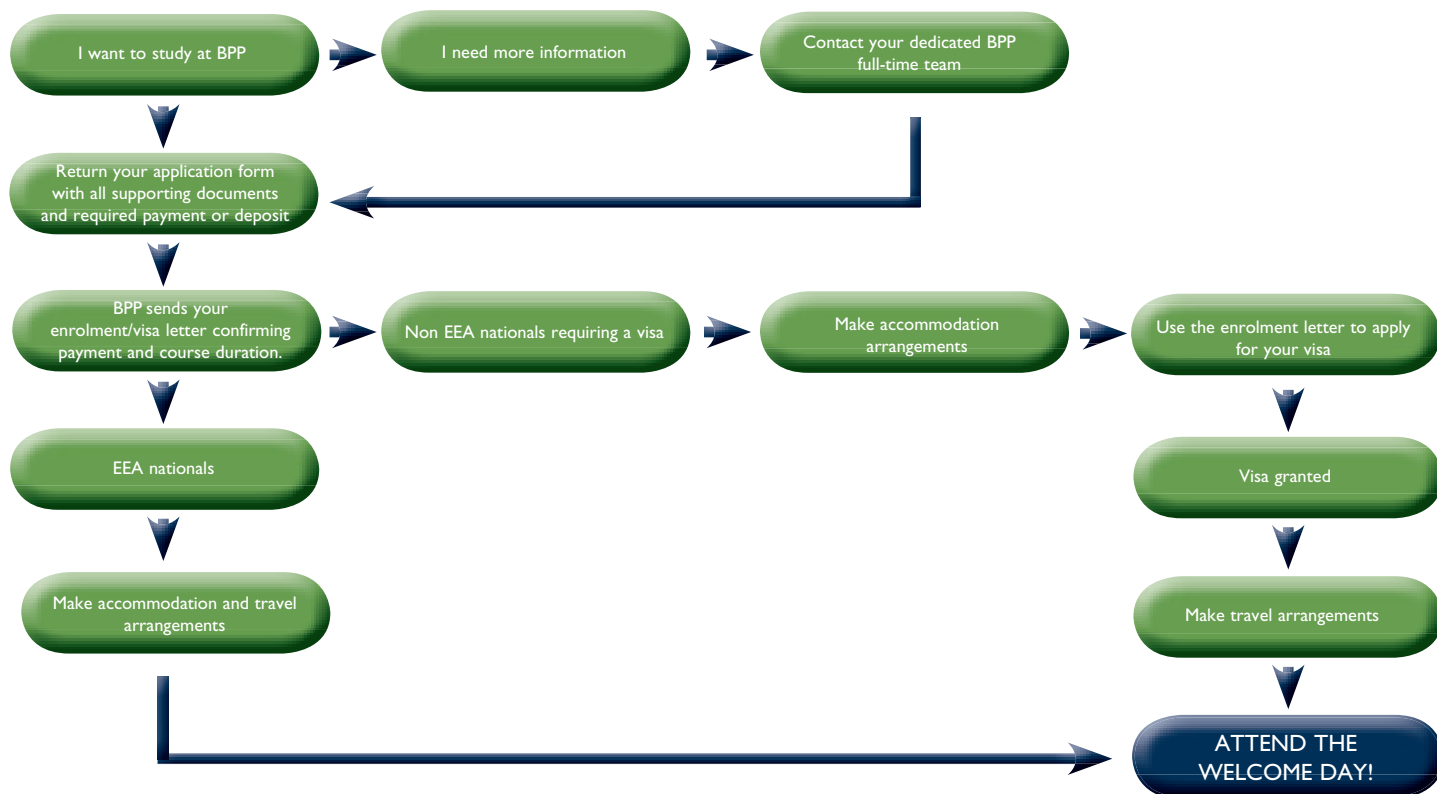 I want to study at BPP
I need more information
Contact your dedicated BPP
full-time team
Return your application form
with all supporting documents
and required payment or deposit
BPP sends your
enrolment/visa letter confirming
payment and course duration.
Non EEA nationals requiring a visa
Make accommodation
arrangements
Use the enrolment letter to apply
for your visa
EEA nationals
Visa granted
Make accommodation and travel
arrangements
Make travel arrangements
ATTEND THE
WELCOME DAY!